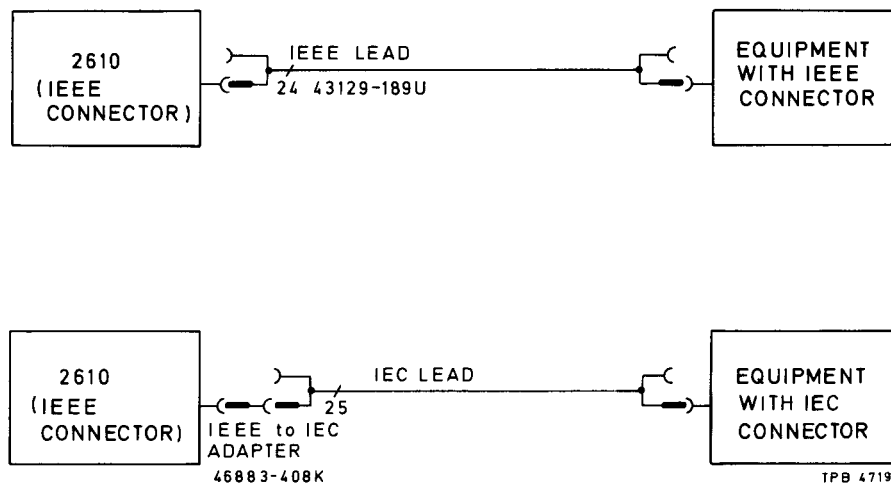 2610
(IEEE
CONNECTOR)
IEEE LEAD
24 43129-189U
EQUIPMENT
WITH IEEE
CONNECTOR
2610
(IEEE
CONNECTOR)
IEC LEAD
25
IEEE to IEC
ADAPTER
46883-408K
EQUIPMENT
WITH IEC
CONNECTOR
TPB 4719